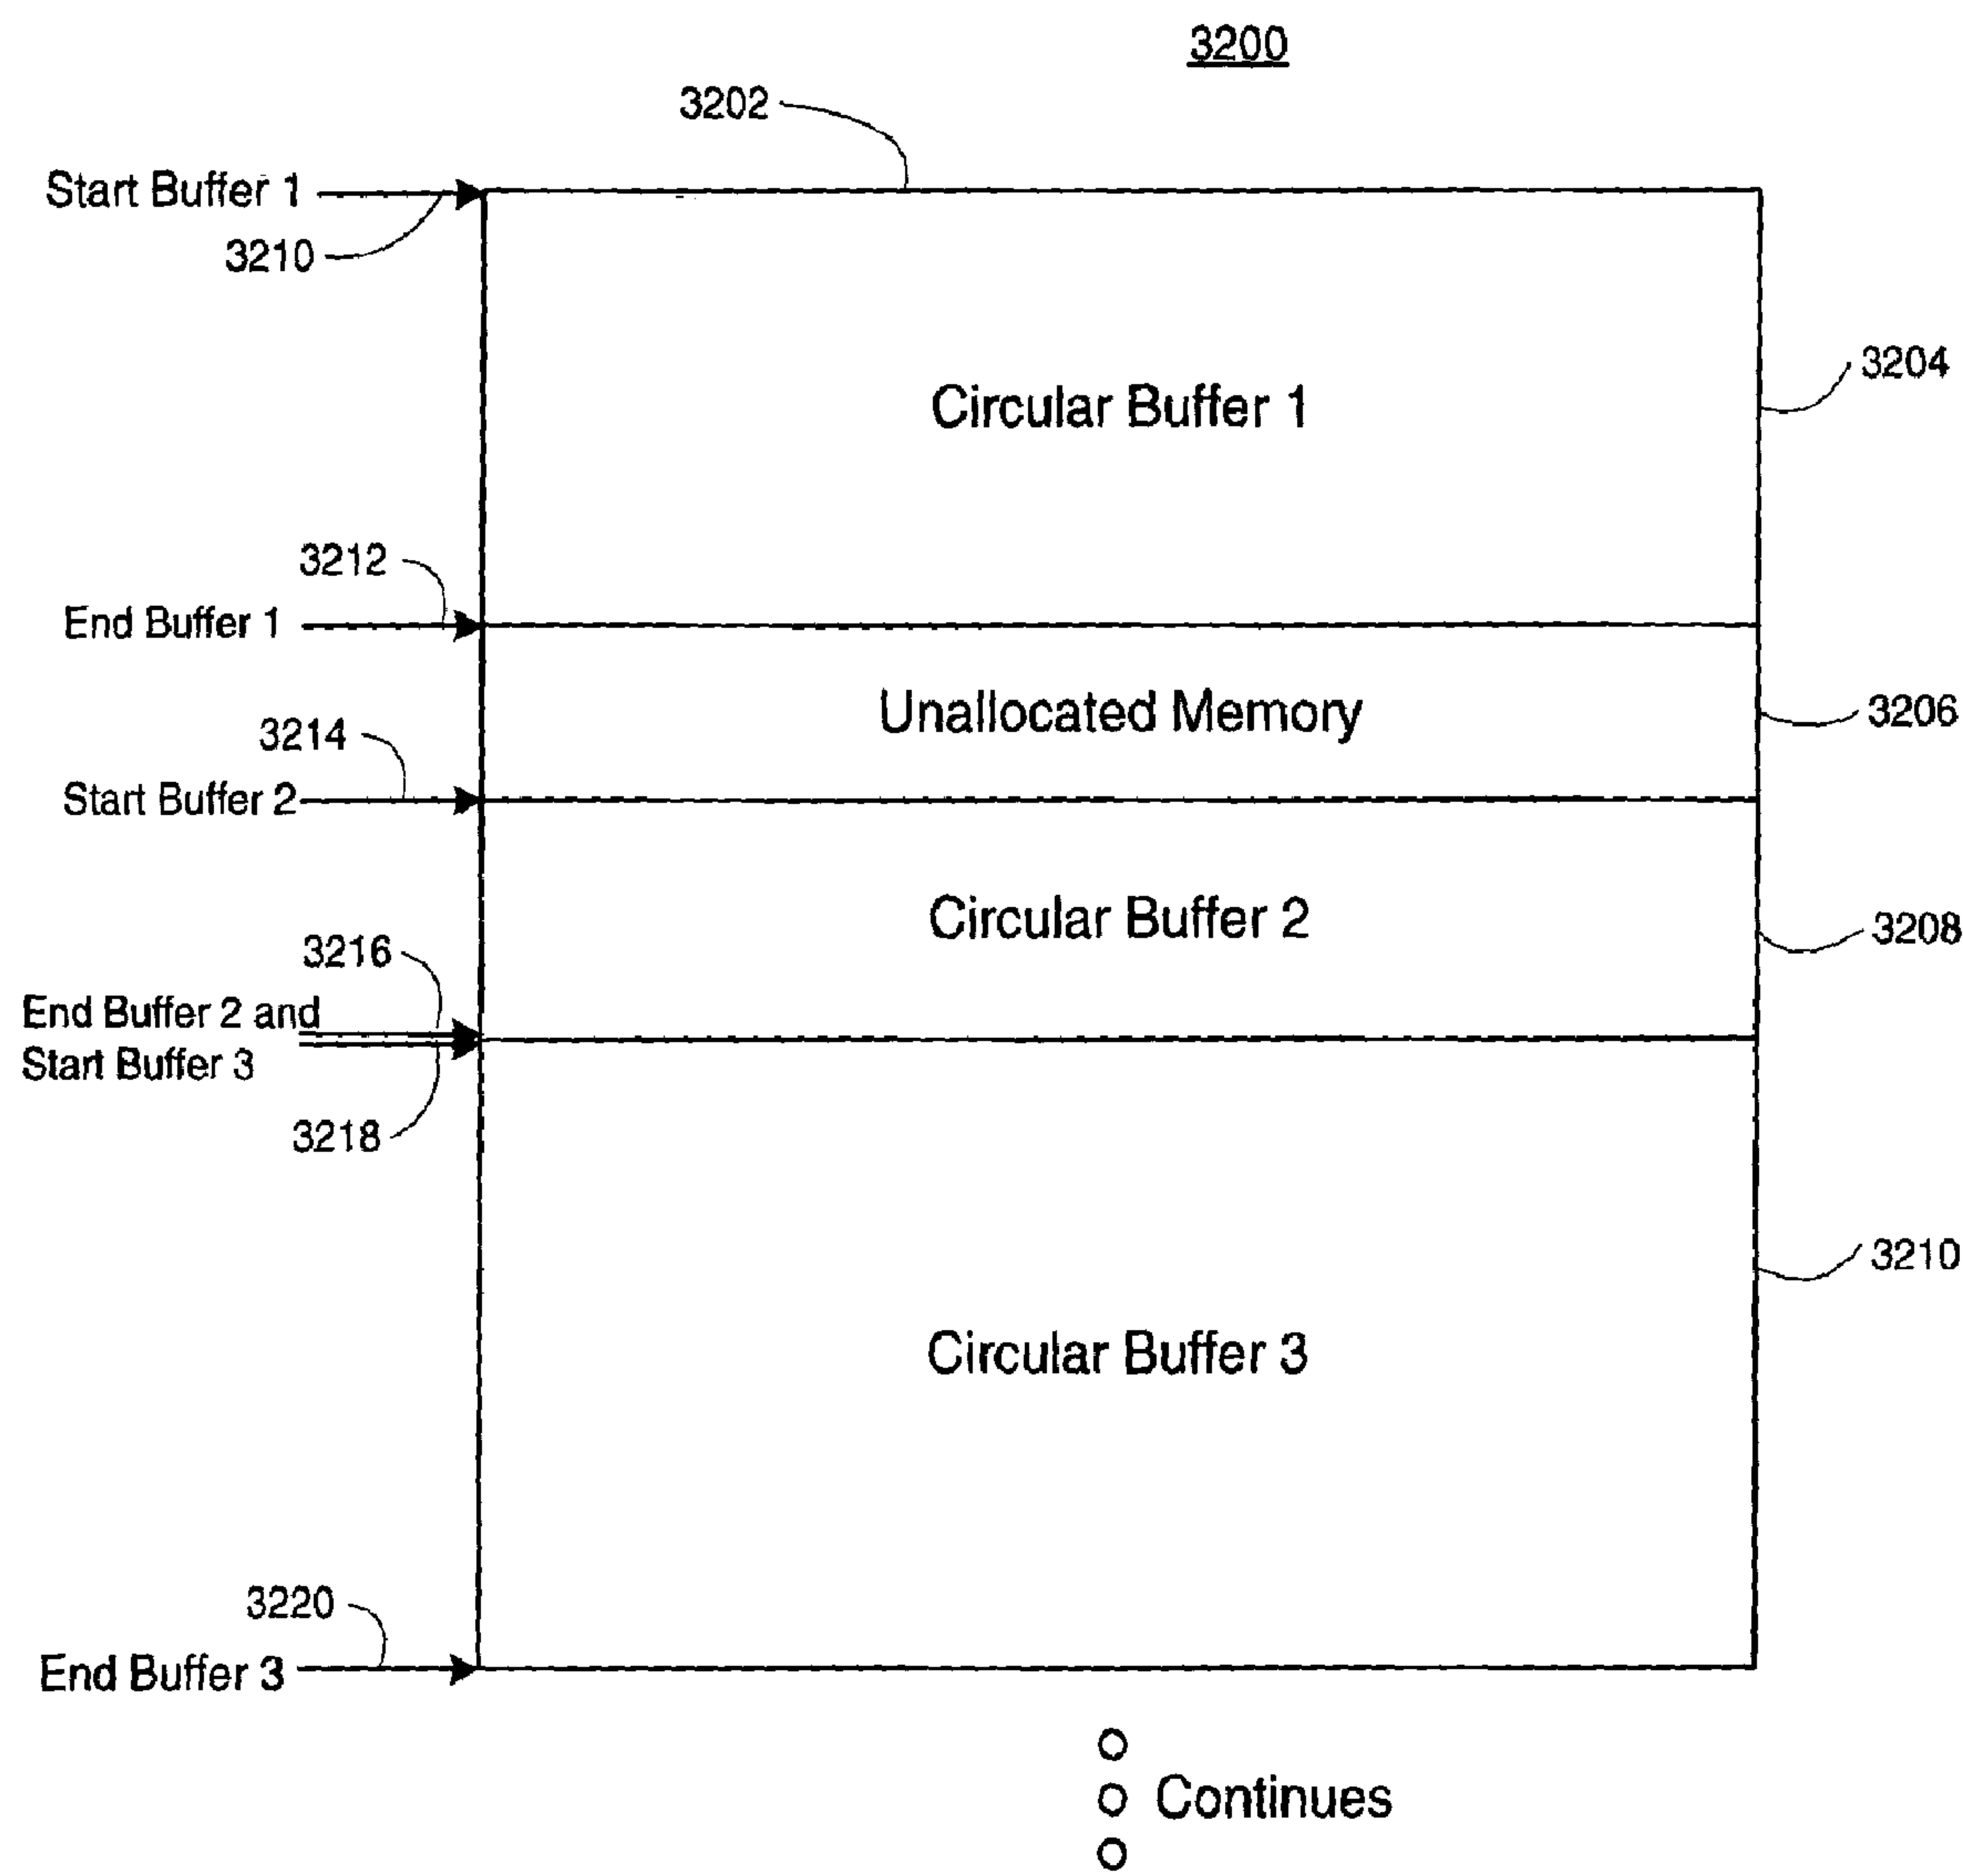 3200
3202
Start Buffer 1
3210
Circular Buffer 1
3204
3212
End Buffer 1
Unallocated Memory
3206
3214
Start Buffer 2
Circular Buffer 2
3208
3216
End Buffer 2 and
Start Buffer 3
3218
3210
Circular Buffer 3
3220
End Buffer 3
Continues